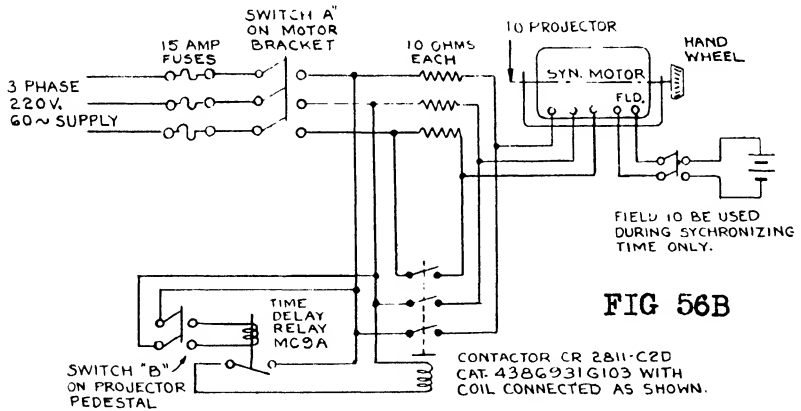 SWITCH A"
ON MOTOR
BRACKET
15 AMP
FUSES
10 OHMS
EACH
10 PROJECTOR
HAND
WHEEL
SYN. MOTOR
FLD.
3 PHASE
220V.
60~ SUPPLY
FIELD 10 BE USED
DURING SYCHRONIZING
TIME ONLY.
FIG 56B
TIME
DELAY
RELAY
MC9A
SWITCH "B"
ON PROJECTOR
PEDESTAL
CONTACTOR CR 2811-C2D
CAT. 4386931G103 WITH
COIL CONNECTED AS SHOWN.